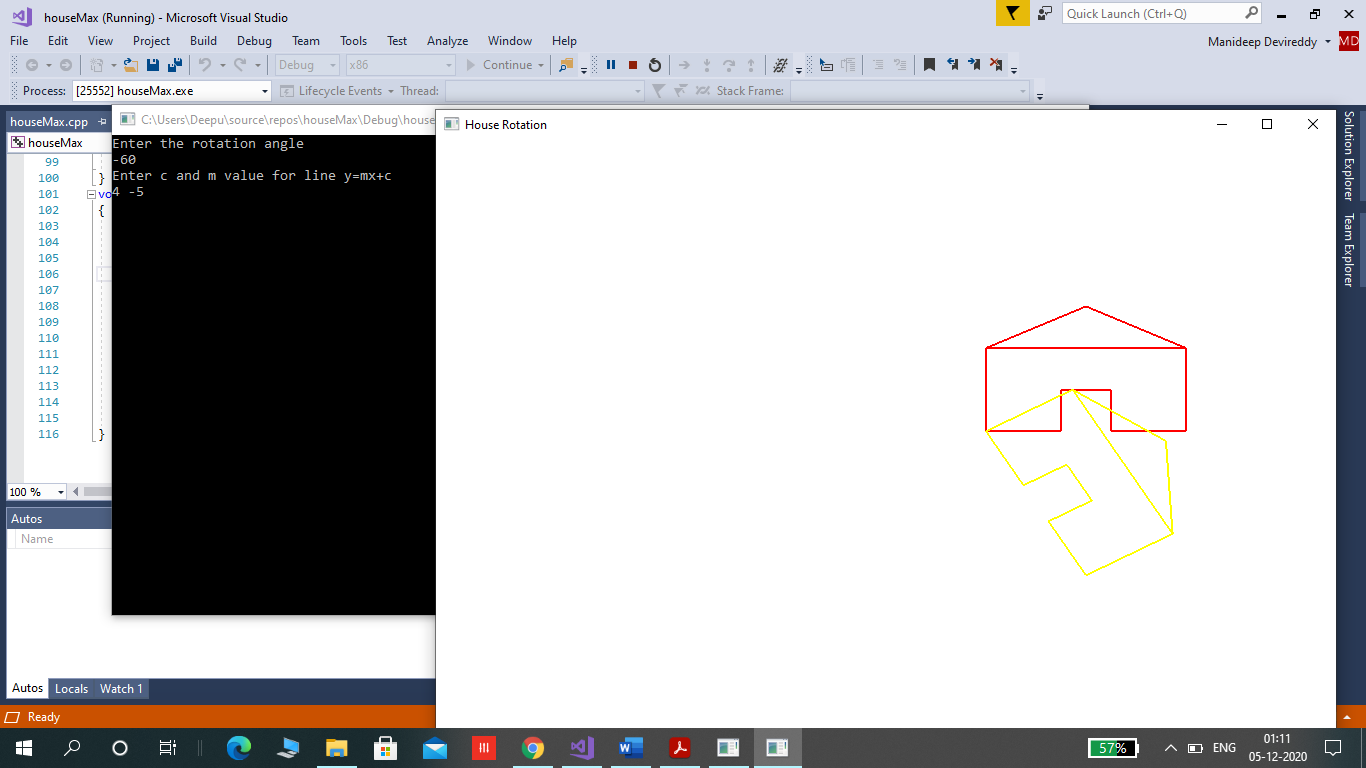 houseMax (Running) - Microsoft Visual Studio
Quick Launch (Ctrl+Q)
File Edit View Project Build Debug Team Tools Test Analyze Window Help
Manideep Devireddy MD
Debug x86 Continue
Process: [25552] houseMax.exe Lifecycle Events Thread: Stack Frame:
houseMax.cpp
houseMax
C:\Users\Deepu\source\repos\houseMax\Debug\house
Enter the rotation angle
-60
Enter c and m value for line y=mx+c
4 -5
House Rotation
99
100 }
101 vo
102 {
103
104
105
106
107
108
109
110
111
112
113
114
115
116 }
100 %
Autos
Name
Autos Locals Watch 1
Ready
Solution Explorer
Team Explorer
57%
ENG
01:11
05-12-2020